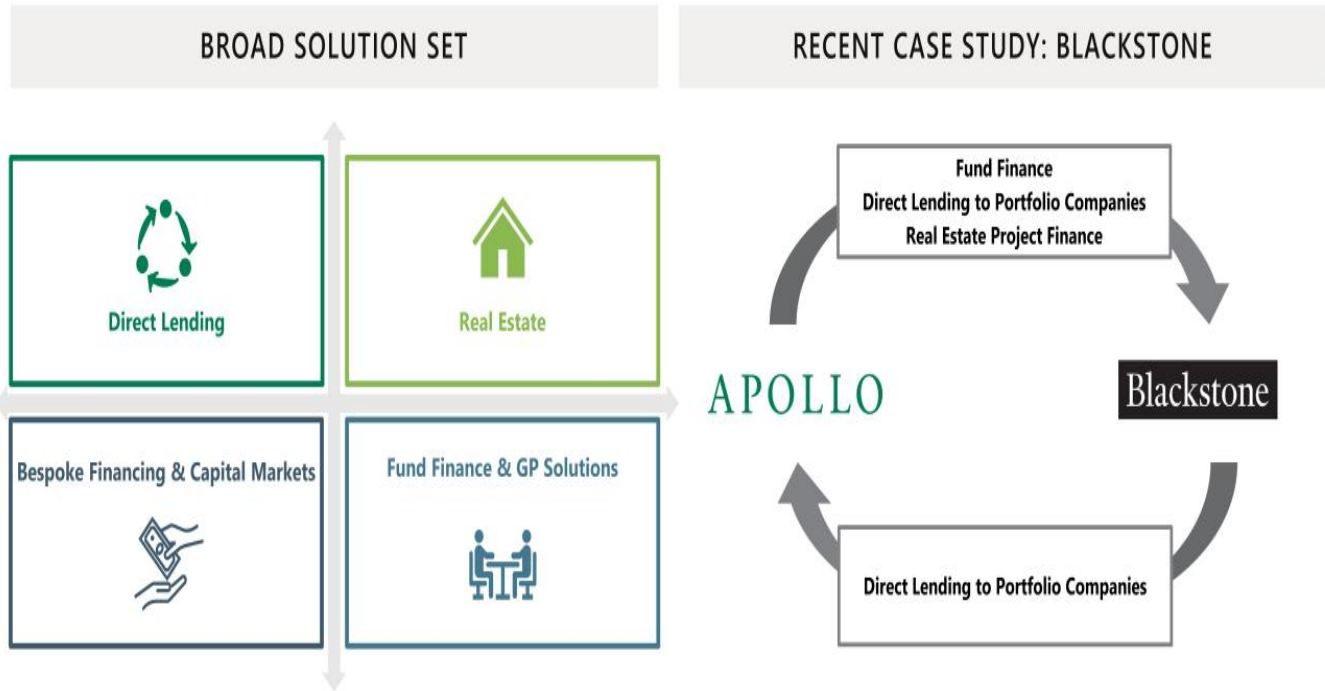 BROAD SOLUTION SET
Direct Lending
Real Estate
Bespoke Financing & Capital Markets
Fund Finance & GP Solutions
RECENT CASE STUDY: BLACKSTONE
Fund Finance
Direct Lending to Portfolio Companies
Real Estate Project Finance
APOLLO
Blackstone
Direct Lending to Portfolio Companies